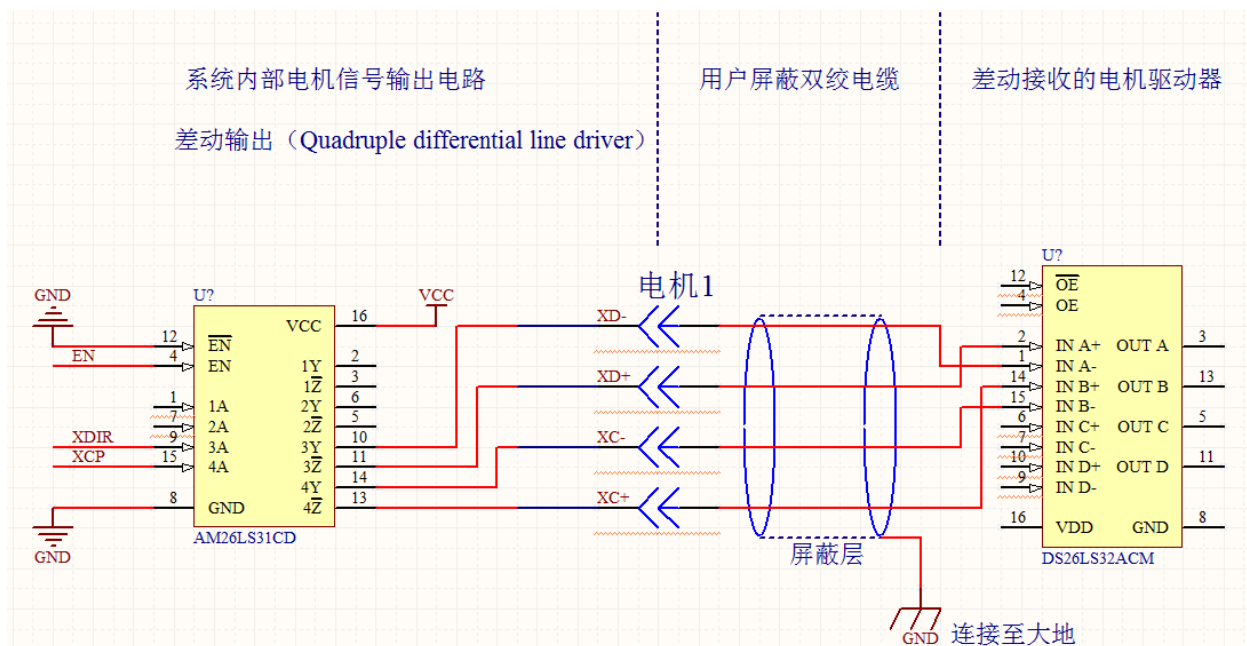 系统内部电机信号输出电路
用户屏蔽双绞电缆
差动接收的电机驱动器
差动输出（Quadruple differential line driver）
电机1
GND
EN
XDIR
XCP
GND
U?
12 EN
4 EN
1 1A
7 2A
9 3A
15 4A
8 GND
VCC 16
1Y 2
1Z 3
2Y 6
2Z 5
3Y 10
3Z 11
4Y 14
4Z 13
AM26LS31CD
VCC
XD-
XD+
XC-
XC+
屏蔽层
GND 连接至大地
U?
12 OE
4 OE
2 IN A+ OUT A 3
1 IN A-
14 IN B+ OUT B 13
15 IN B-
6 IN C+ OUT C 5
7 IN C-
10 IN D+ OUT D 11
9 IN D-
16 VDD GND 8
DS26LS32ACM